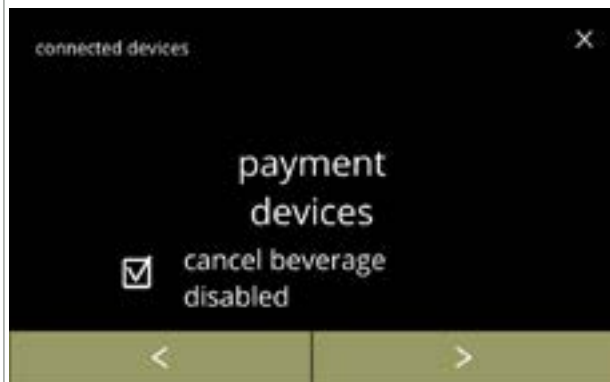 connected devices
X
payment
devices
cancel beverage
disabled
< >